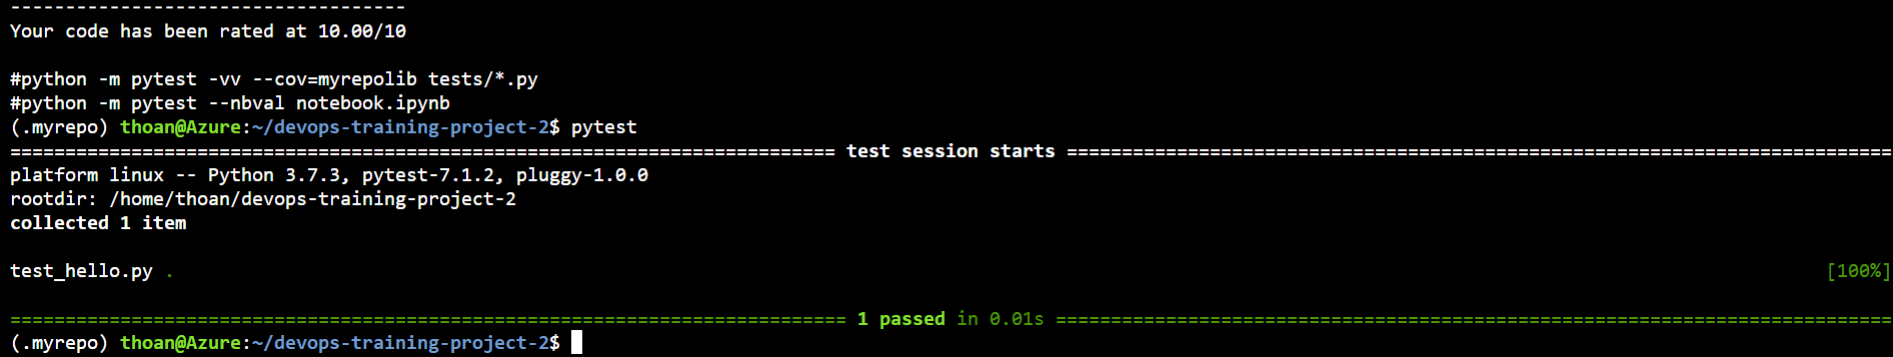 ------------------------------------
Your code has been rated at 10.00/10
#python -m pytest -vv --cov=myrepolib tests/*.py
#python -m pytest --nbval notebook.ipynb
(.myrepo) thoan@Azure:~/devops-training-project-2$ pytest
=========================================================================== test session starts ===========================================================================
platform linux -- Python 3.7.3, pytest-7.1.2, pluggy-1.0.0
rootdir: /home/thoan/devops-training-project-2
collected 1 item
test_hello.py . [100%]
============================================================================ 1 passed in 0.01s ============================================================================
(.myrepo) thoan@Azure:~/devops-training-project-2$